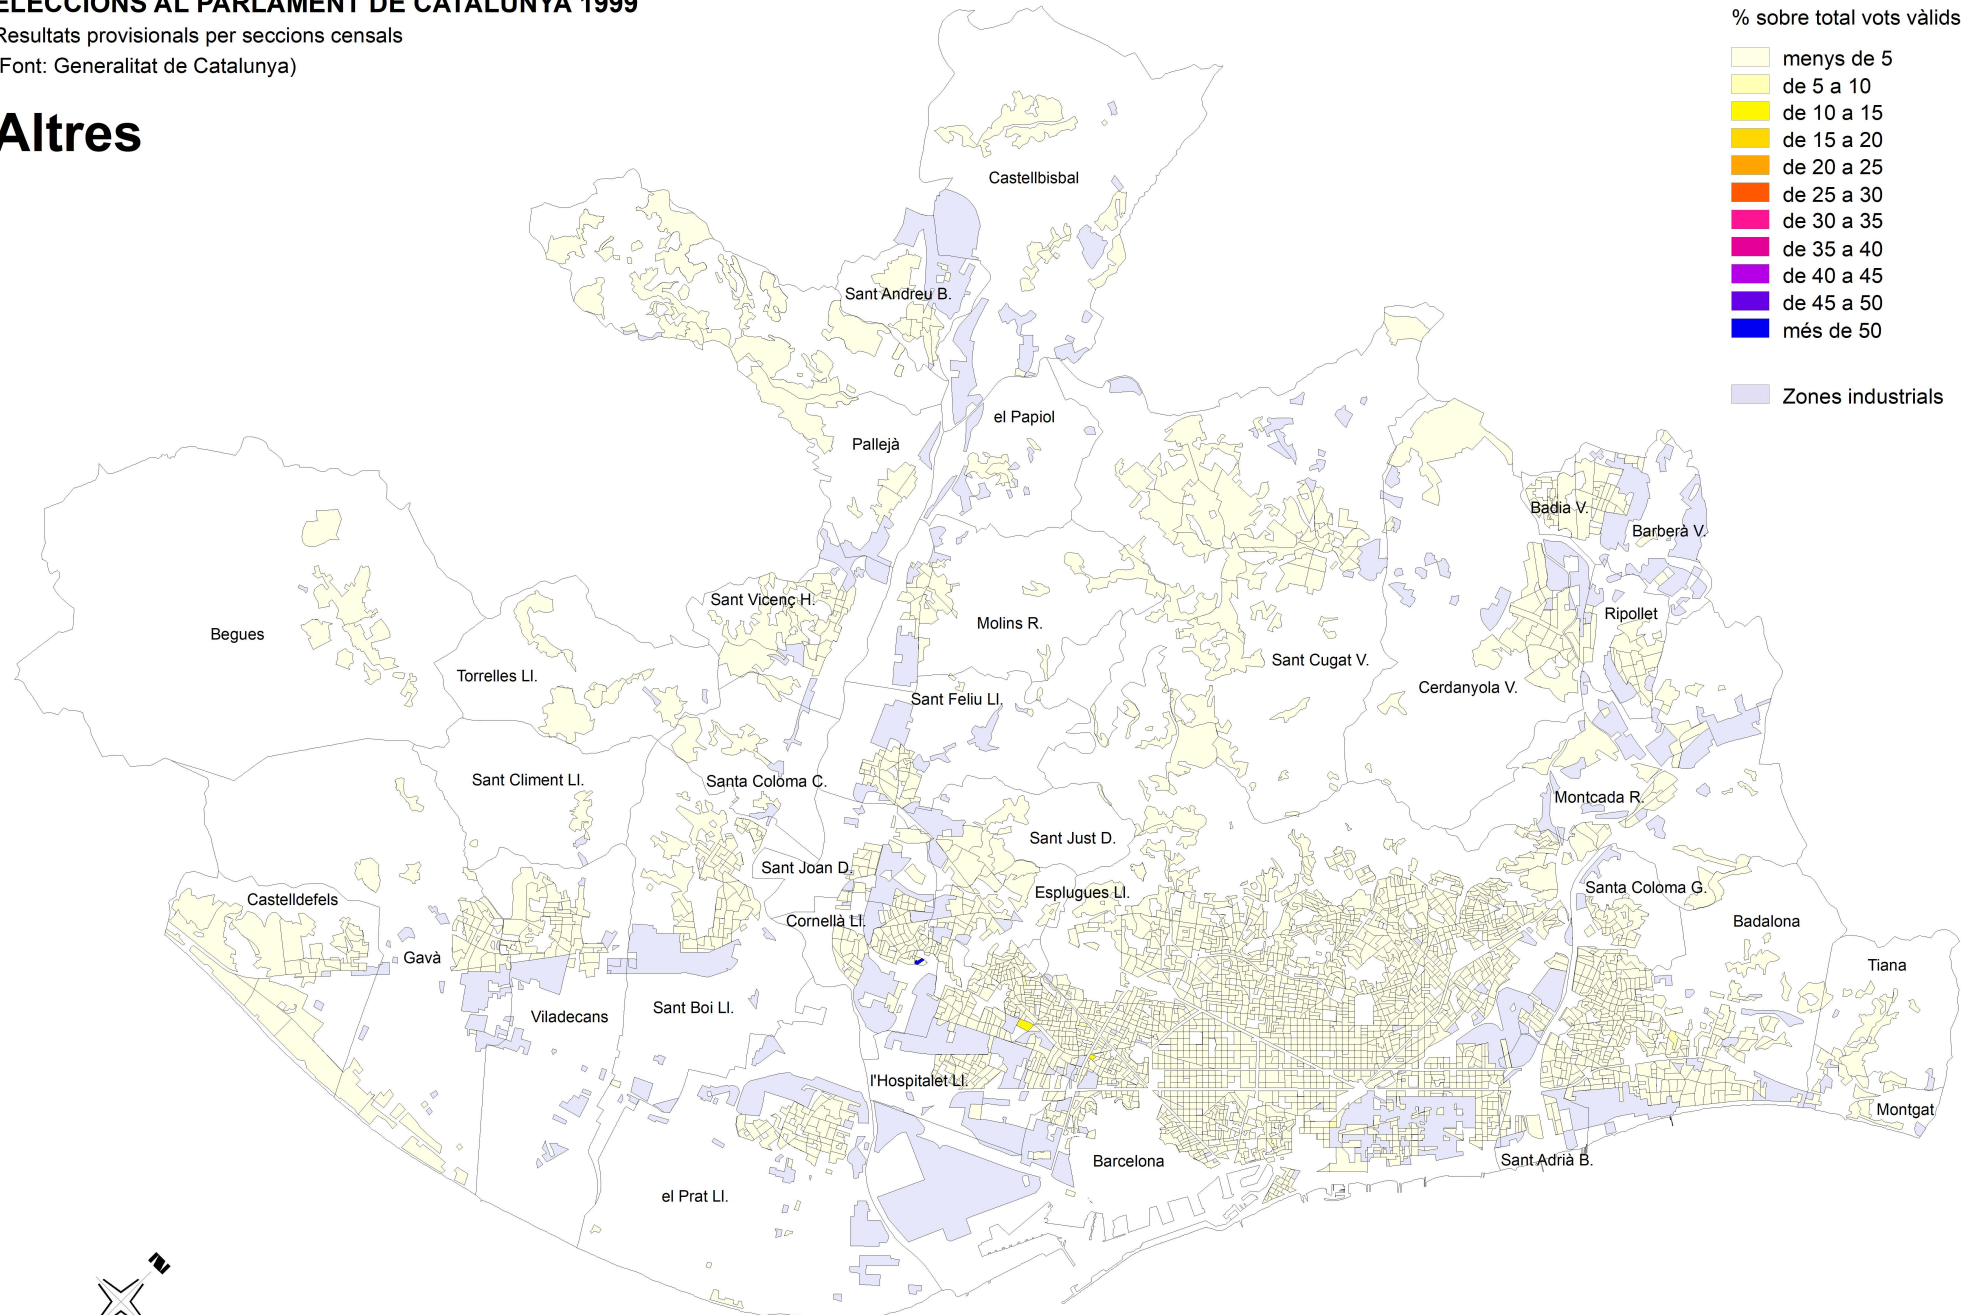 ELECCIONS AL PARLAMENT DE CATALUNYA 1999
Resultats provisionals per seccions censals
(Font: Generalitat de Catalunya)
Altres
% sobre total vots vàlids
menys de 5
de 5 a 10
de 10 a 15
de 15 a 20
de 20 a 25
de 25 a 30
de 30 a 35
de 35 a 40
de 40 a 45
de 45 a 50
més de 50
Zones industrials
Castellbisbal
Sant Andreu B.
el Papiol
Pallejà
Badia V.
Barberà V.
Sant Vicenç H.
Ripollet
Molins R.
Begues
Sant Cugat V.
Torrelles Ll.
Cerdanyola V.
Sant Feliu Ll.
Sant Climent Ll.
Santa Coloma C.
Montcada R.
Sant Just D.
Sant Joan D.
Esplugues Ll.
Santa Coloma G.
Castelldefels
Cornellà Ll.
Badalona
Gavà
Tiana
Sant Boi Ll.
Viladecans
l'Hospitalet Ll.
Montgat
Barcelona
Sant Adrià B.
el Prat Ll.
N